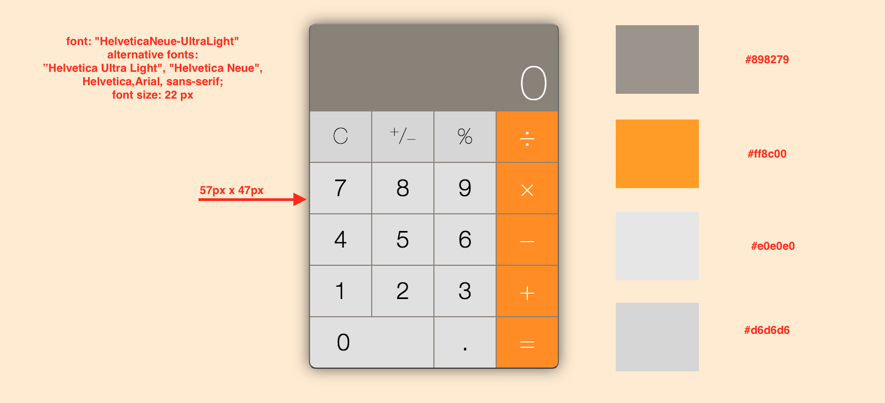 font: "HelveticaNeue-UltraLight"
alternative fonts:
”Helvetica Ultra Light", "Helvetica Neue",
Helvetica,Arial, sans-serif;
font size: 22 px
57px x 47px
0
C +/− % ÷
7 8 9 ×
4 5 6 −
1 2 3 +
0 . =
#898279
#ff8c00
#e0e0e0
#d6d6d6